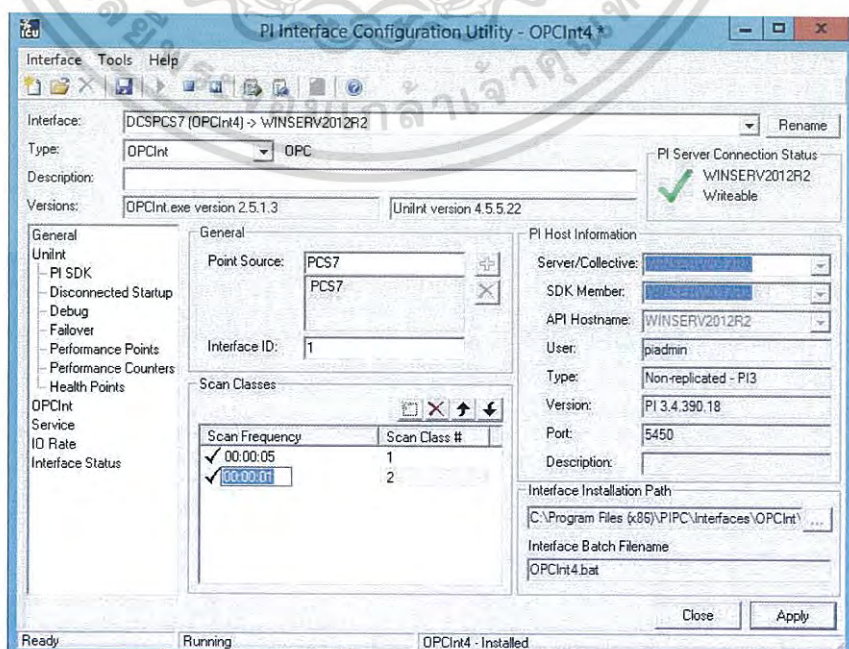 PI Interface Configuration Utility - OPCInt4 *
Interface Tools Help
Interface: DCSPCS7 (OPCInt4) -> WINSERV2012R2 Rename
Type: OPCInt OPC
Description:
Versions: OPCInt.exe version 2.5.1.3 UniInt version 4.5.5.22
PI Server Connection Status
WINSERV2012R2
Writeable
General
UniInt
PI SDK
Disconnected Startup
Debug
Failover
Performance Points
Performance Counters
Health Points
OPCInt
Service
IO Rate
Interface Status
General
Point Source: PCS7
PCS7
Interface ID: 1
Scan Classes
Scan Frequency Scan Class #
00:00:05 1
00:00:01 2
PI Host Information
Server/Collective:
SDK Member:
API Hostname: WINSERV2012R2
User: piadmin
Type: Non-replicated - PI3
Version: PI 3.4.390.18
Port: 5450
Description:
Interface Installation Path
C:\Program Files (x86)\PIPC\Interfaces\OPCInt\ ...
Interface Batch Filename
OPCInt4.bat
Close Apply
Ready Running OPCInt4 - Installed